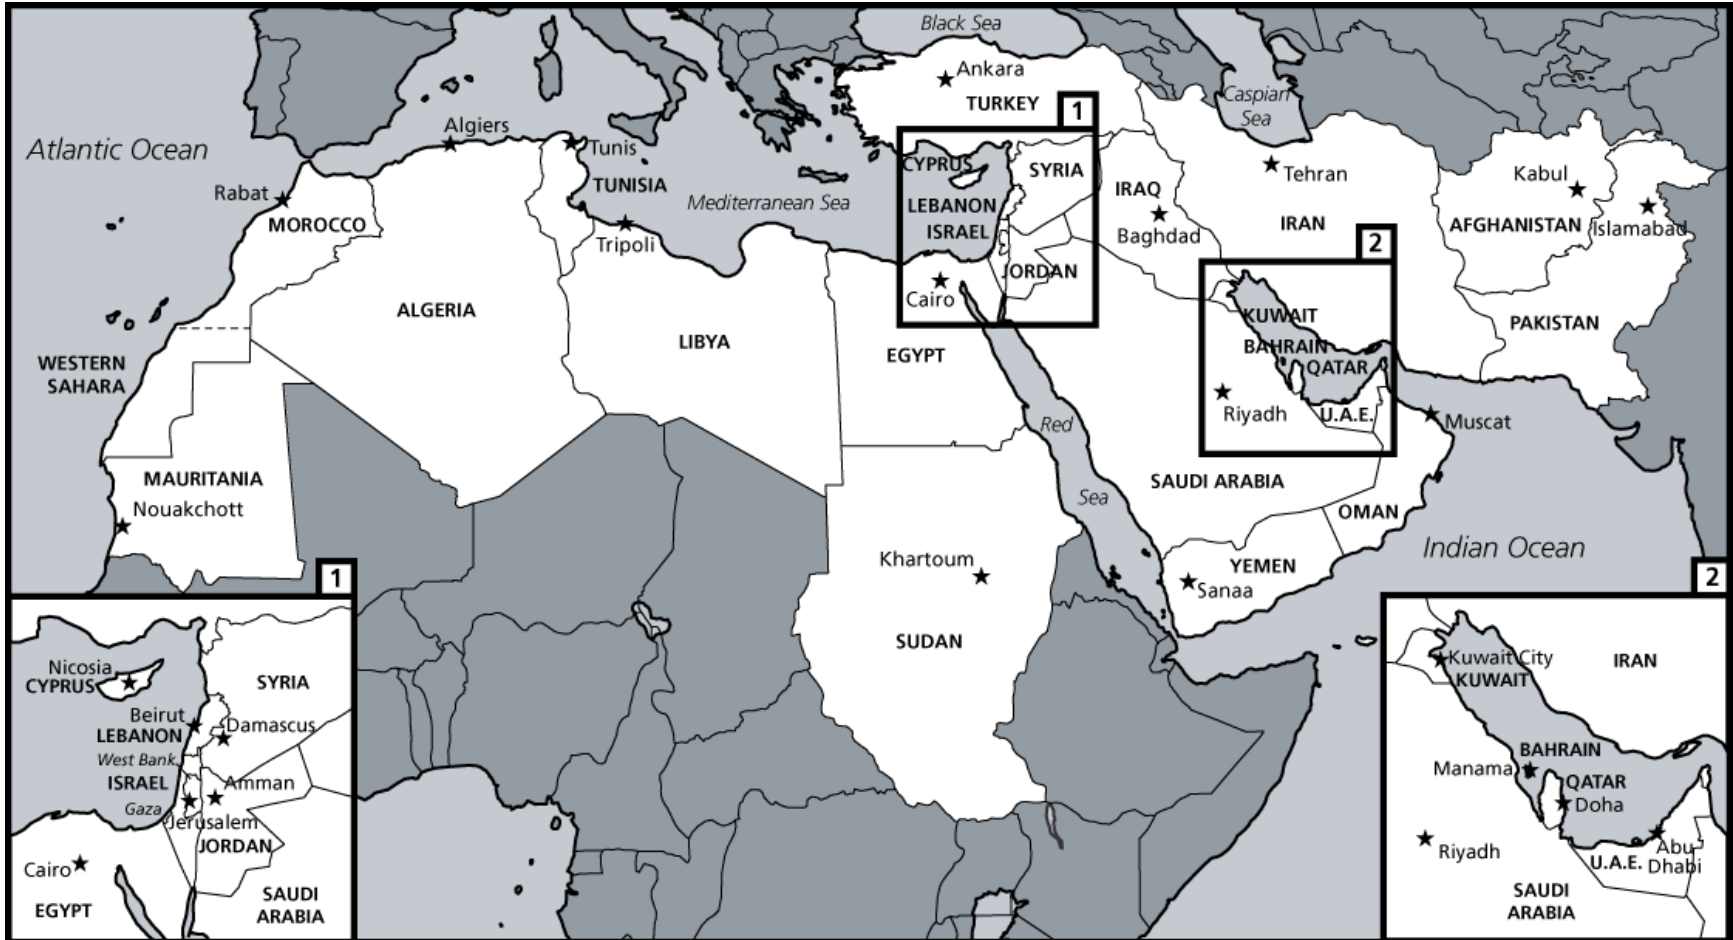 Black Sea
Ankara
TURKEY
Caspian
Sea
1
Atlantic Ocean
Algiers
Tunis
TUNISIA
Mediterranean Sea
CYPRUS
SYRIA
LEBANON
ISRAEL
JORDAN
Cairo
IRAQ
Baghdad
Tehran
IRAN
Kabul
AFGHANISTAN
Islamabad
PAKISTAN
Rabat
MOROCCO
Tripoli
ALGERIA
LIBYA
EGYPT
2
KUWAIT
BAHRAIN
QATAR
Riyadh
U.A.E.
Muscat
WESTERN
SAHARA
Red
Sea
SAUDI ARABIA
OMAN
MAURITANIA
Nouakchott
Khartoum
SUDAN
YEMEN
Sanaa
Indian Ocean
1
Nicosia
CYPRUS
SYRIA
Beirut
LEBANON
Damascus
West Bank
ISRAEL
Amman
Gaza
Jerusalem
JORDAN
Cairo
EGYPT
SAUDI
ARABIA
2
Kuwait City
KUWAIT
IRAN
BAHRAIN
Manama
QATAR
Doha
Riyadh
U.A.E.
Abu
Dhabi
SAUDI
ARABIA